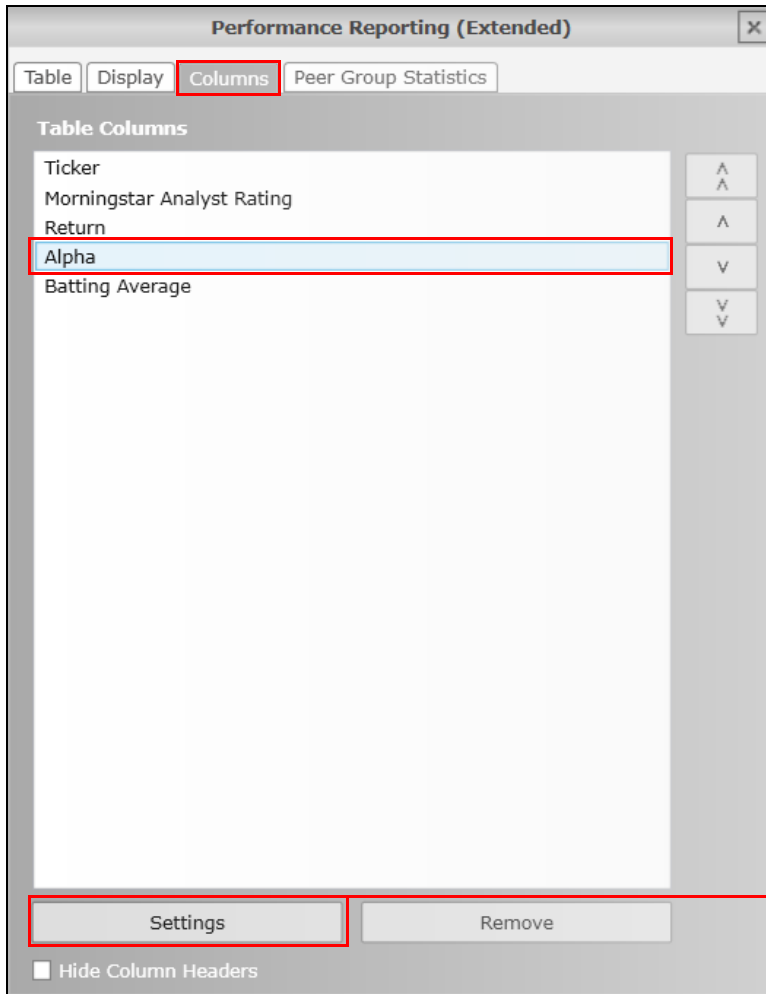 Performance Reporting (Extended)
Table Display Columns Peer Group Statistics
Table Columns
Ticker
Morningstar Analyst Rating
Return
Alpha
Batting Average
Settings Remove
Hide Column Headers